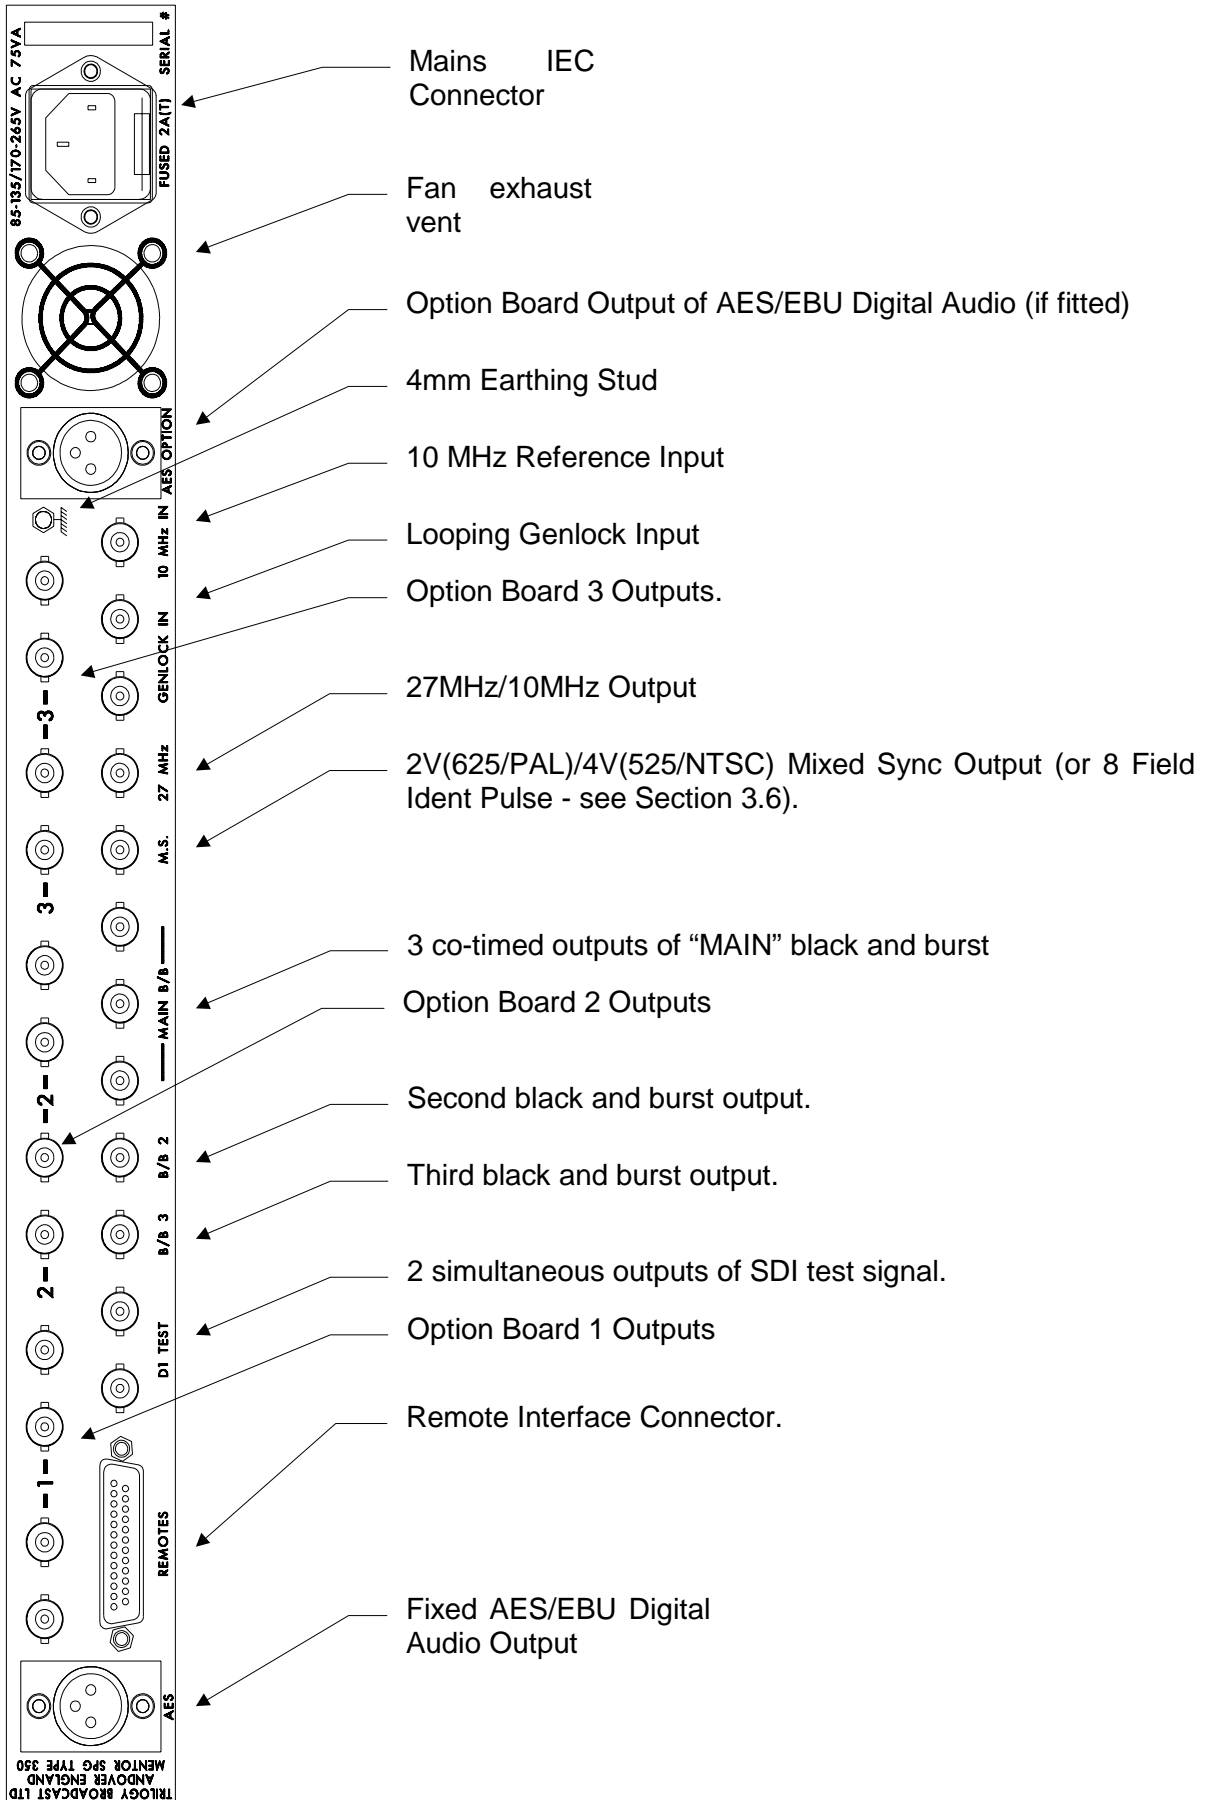 SERIAL #
85-135/170-265V AC 75VA
FUSED 2A(T)
Mains IEC
Connector
Fan exhaust
vent
Option Board Output of AES/EBU Digital Audio (if fitted)
4mm Earthing Stud
AES OPTION
10 MHz Reference Input
10 MHz IN
Looping Genlock Input
Option Board 3 Outputs.
GENLOCK IN
3
27MHz/10MHz Output
27 MHz
2V(625/PAL)/4V(525/NTSC) Mixed Sync Output (or 8 Field
Ident Pulse - see Section 3.6).
M.S.
3
3 co-timed outputs of “MAIN” black and burst
MAIN B/B
Option Board 2 Outputs
2
Second black and burst output.
B/B 2
Third black and burst output.
B/B 3
2 simultaneous outputs of SDI test signal.
2
Option Board 1 Outputs
D1 TEST
Remote Interface Connector.
1
REMOTES
Fixed AES/EBU Digital
Audio Output
AES
TRILOGY BROADCAST LTD
ANDOVER ENGLAND
MENTOR SPG TYPE 350